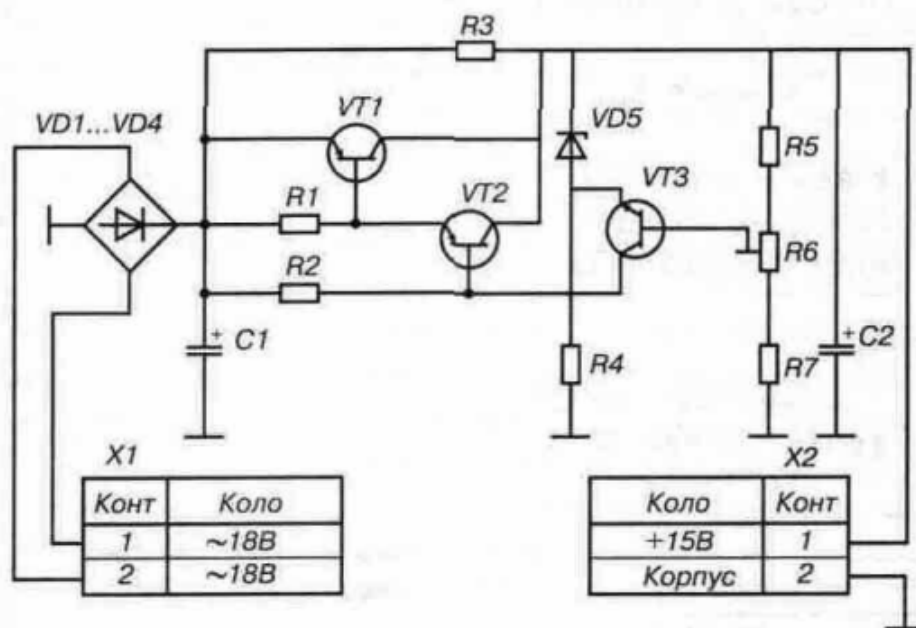 R3
VT1
VD1...VD4
VD5
R5
VT2
VT3
R1
R6
R2
+
C1
R4
R7
+
C2
X1
X2
Конт Коло
1 ~18В
2 ~18В
Коло Конт
+15В 1
Корпус 2